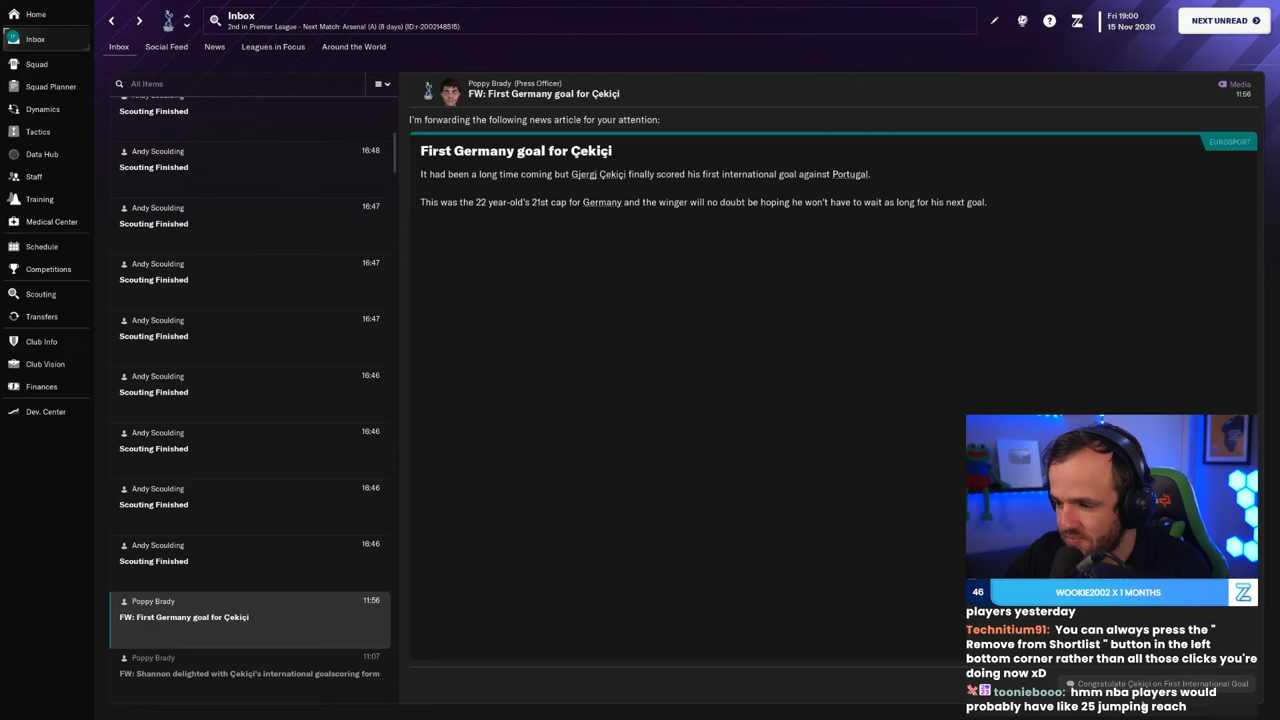 Home
Inbox
Squad
Squad Planner
Dynamics
Tactics
Data Hub
Staff
Training
Medical Center
Schedule
Competitions
Scouting
Transfers
Club Info
Club Vision
Finances
Dev. Center
Inbox
2nd in Premier League - Next Match: Arsenal (A) (8 days) (ID:r-2002148515)
Fri 19:00
15 Nov 2030
NEXT UNREAD
Inbox
Social Feed
News
Leagues in Focus
Around the World
All Items
Andy Scoulding
Scouting Finished
Andy Scoulding 16:48
Scouting Finished
Andy Scoulding 16:47
Scouting Finished
Andy Scoulding 16:47
Scouting Finished
Andy Scoulding 16:47
Scouting Finished
Andy Scoulding 16:46
Scouting Finished
Andy Scoulding 16:46
Scouting Finished
Andy Scoulding 16:46
Scouting Finished
Andy Scoulding 16:46
Scouting Finished
Poppy Brady 11:56
FW: First Germany goal for Çekiçi
Poppy Brady 11:07
FW: Shannon delighted with Çekiçi's international goalscoring form
Poppy Brady (Press Officer)
FW: First Germany goal for Çekiçi
Media
11:56
I'm forwarding the following news article for your attention:
EUROSPORT
First Germany goal for Çekiçi
It had been a long time coming but Gjergj Çekiçi finally scored his first international goal against Portugal.
This was the 22 year-old's 21st cap for Germany and the winger will no doubt be hoping he won't have to wait as long for his next goal.
46 WOOKIE2002 X 1 MONTHS
players yesterday
Technitium91: You can always press the "
Remove from Shortlist " button in the left
bottom corner rather than all those clicks you're
doing now xD
Congratulate Çekiçi on First International Goal
tooniebooo: hmm nba players would
probably have like 25 jumping reach